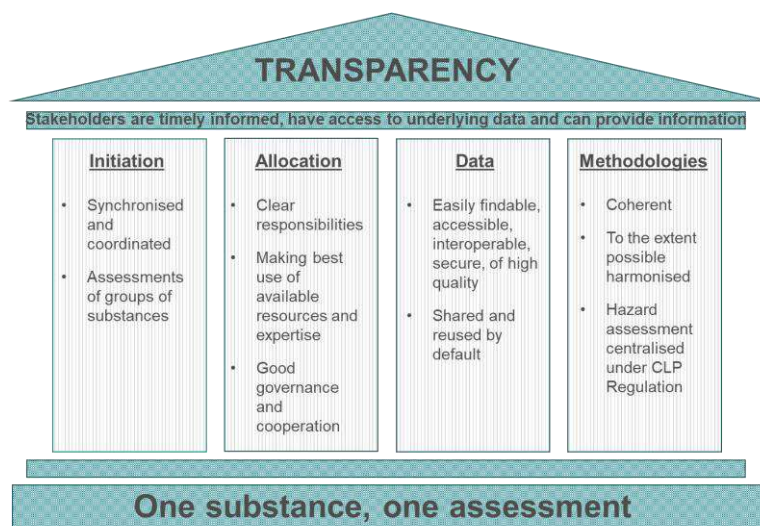 TRANSPARENCY
Stakeholders are timely informed, have access to underlying data and can provide information
Initiation
• Synchronised
and
coordinated
• Assessments
of groups of
substances
Allocation
• Clear
responsibilities
• Making best
use of
available
resources and
expertise
• Good
governance
and
cooperation
Data
• Easily findable,
accessible,
interoperable,
secure, of high
quality
• Shared and
reused by
default
Methodologies
• Coherent
• To the extent
possible
harmonised
• Hazard
assessment
centralised
under CLP
Regulation
One substance, one assessment